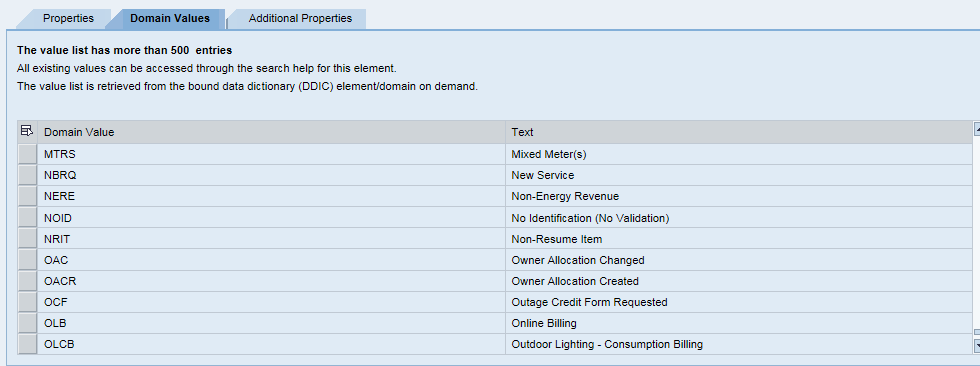 Properties Domain Values Additional Properties
The value list has more than 500 entries
All existing values can be accessed through the search help for this element.
The value list is retrieved from the bound data dictionary (DDIC) element/domain on demand.
Domain Value Text
MTRS Mixed Meter(s)
NBRQ New Service
NERE Non-Energy Revenue
NOID No Identification (No Validation)
NRIT Non-Resume Item
OAC Owner Allocation Changed
OACR Owner Allocation Created
OCF Outage Credit Form Requested
OLB Online Billing
OLCB Outdoor Lighting - Consumption Billing